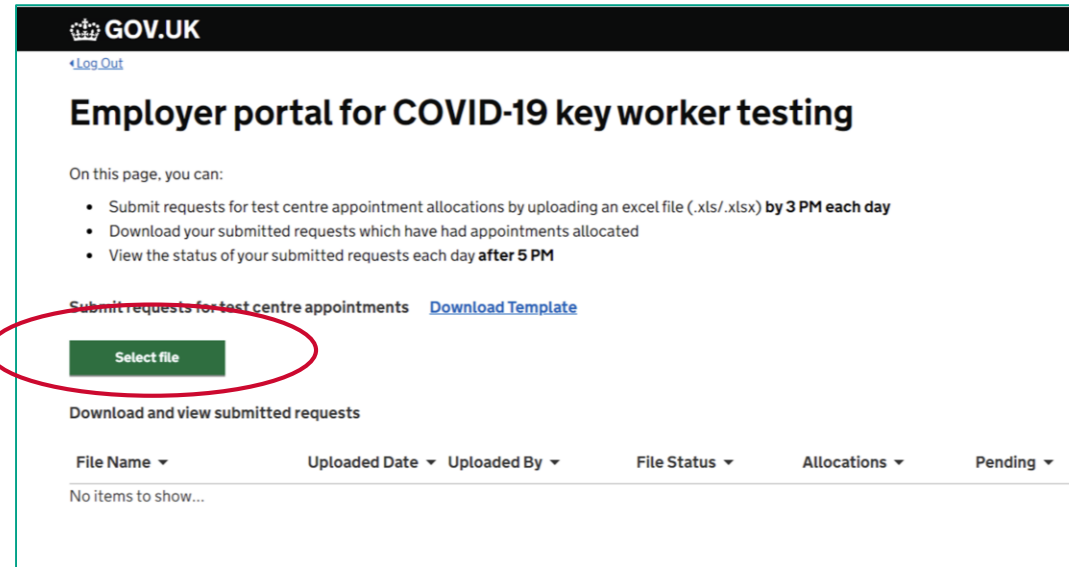 GOV.UK
Log Out
Employer portal for COVID-19 key worker testing
On this page, you can:
• Submit requests for test centre appointment allocations by uploading an excel file (.xls/.xlsx) by 3 PM each day
• Download your submitted requests which have had appointments allocated
• View the status of your submitted requests each day after 5 PM
Submit requests for test centre appointments Download Template
Select file
Download and view submitted requests
File Name Uploaded Date Uploaded By File Status Allocations Pending
No items to show...